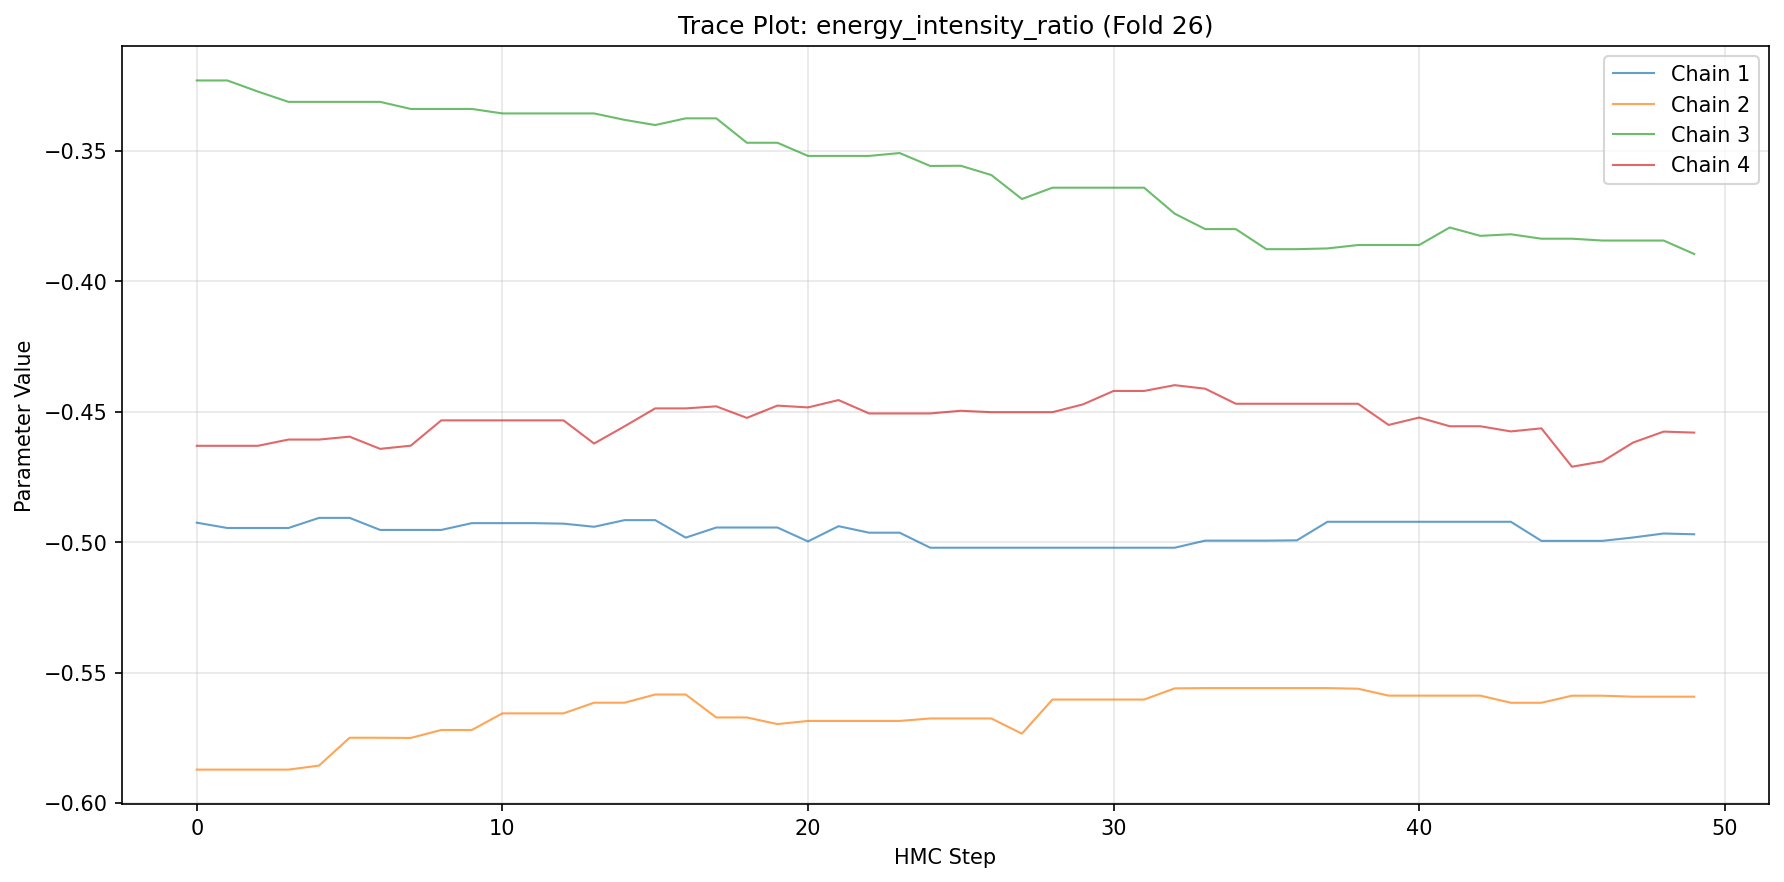 Trace Plot: energy_intensity_ratio (Fold 26)
Chain 1
Chain 2
Chain 3
Chain 4
−0.35
−0.40
−0.45
−0.50
−0.55
−0.60
Parameter Value
0 10 20 30 40 50
HMC Step